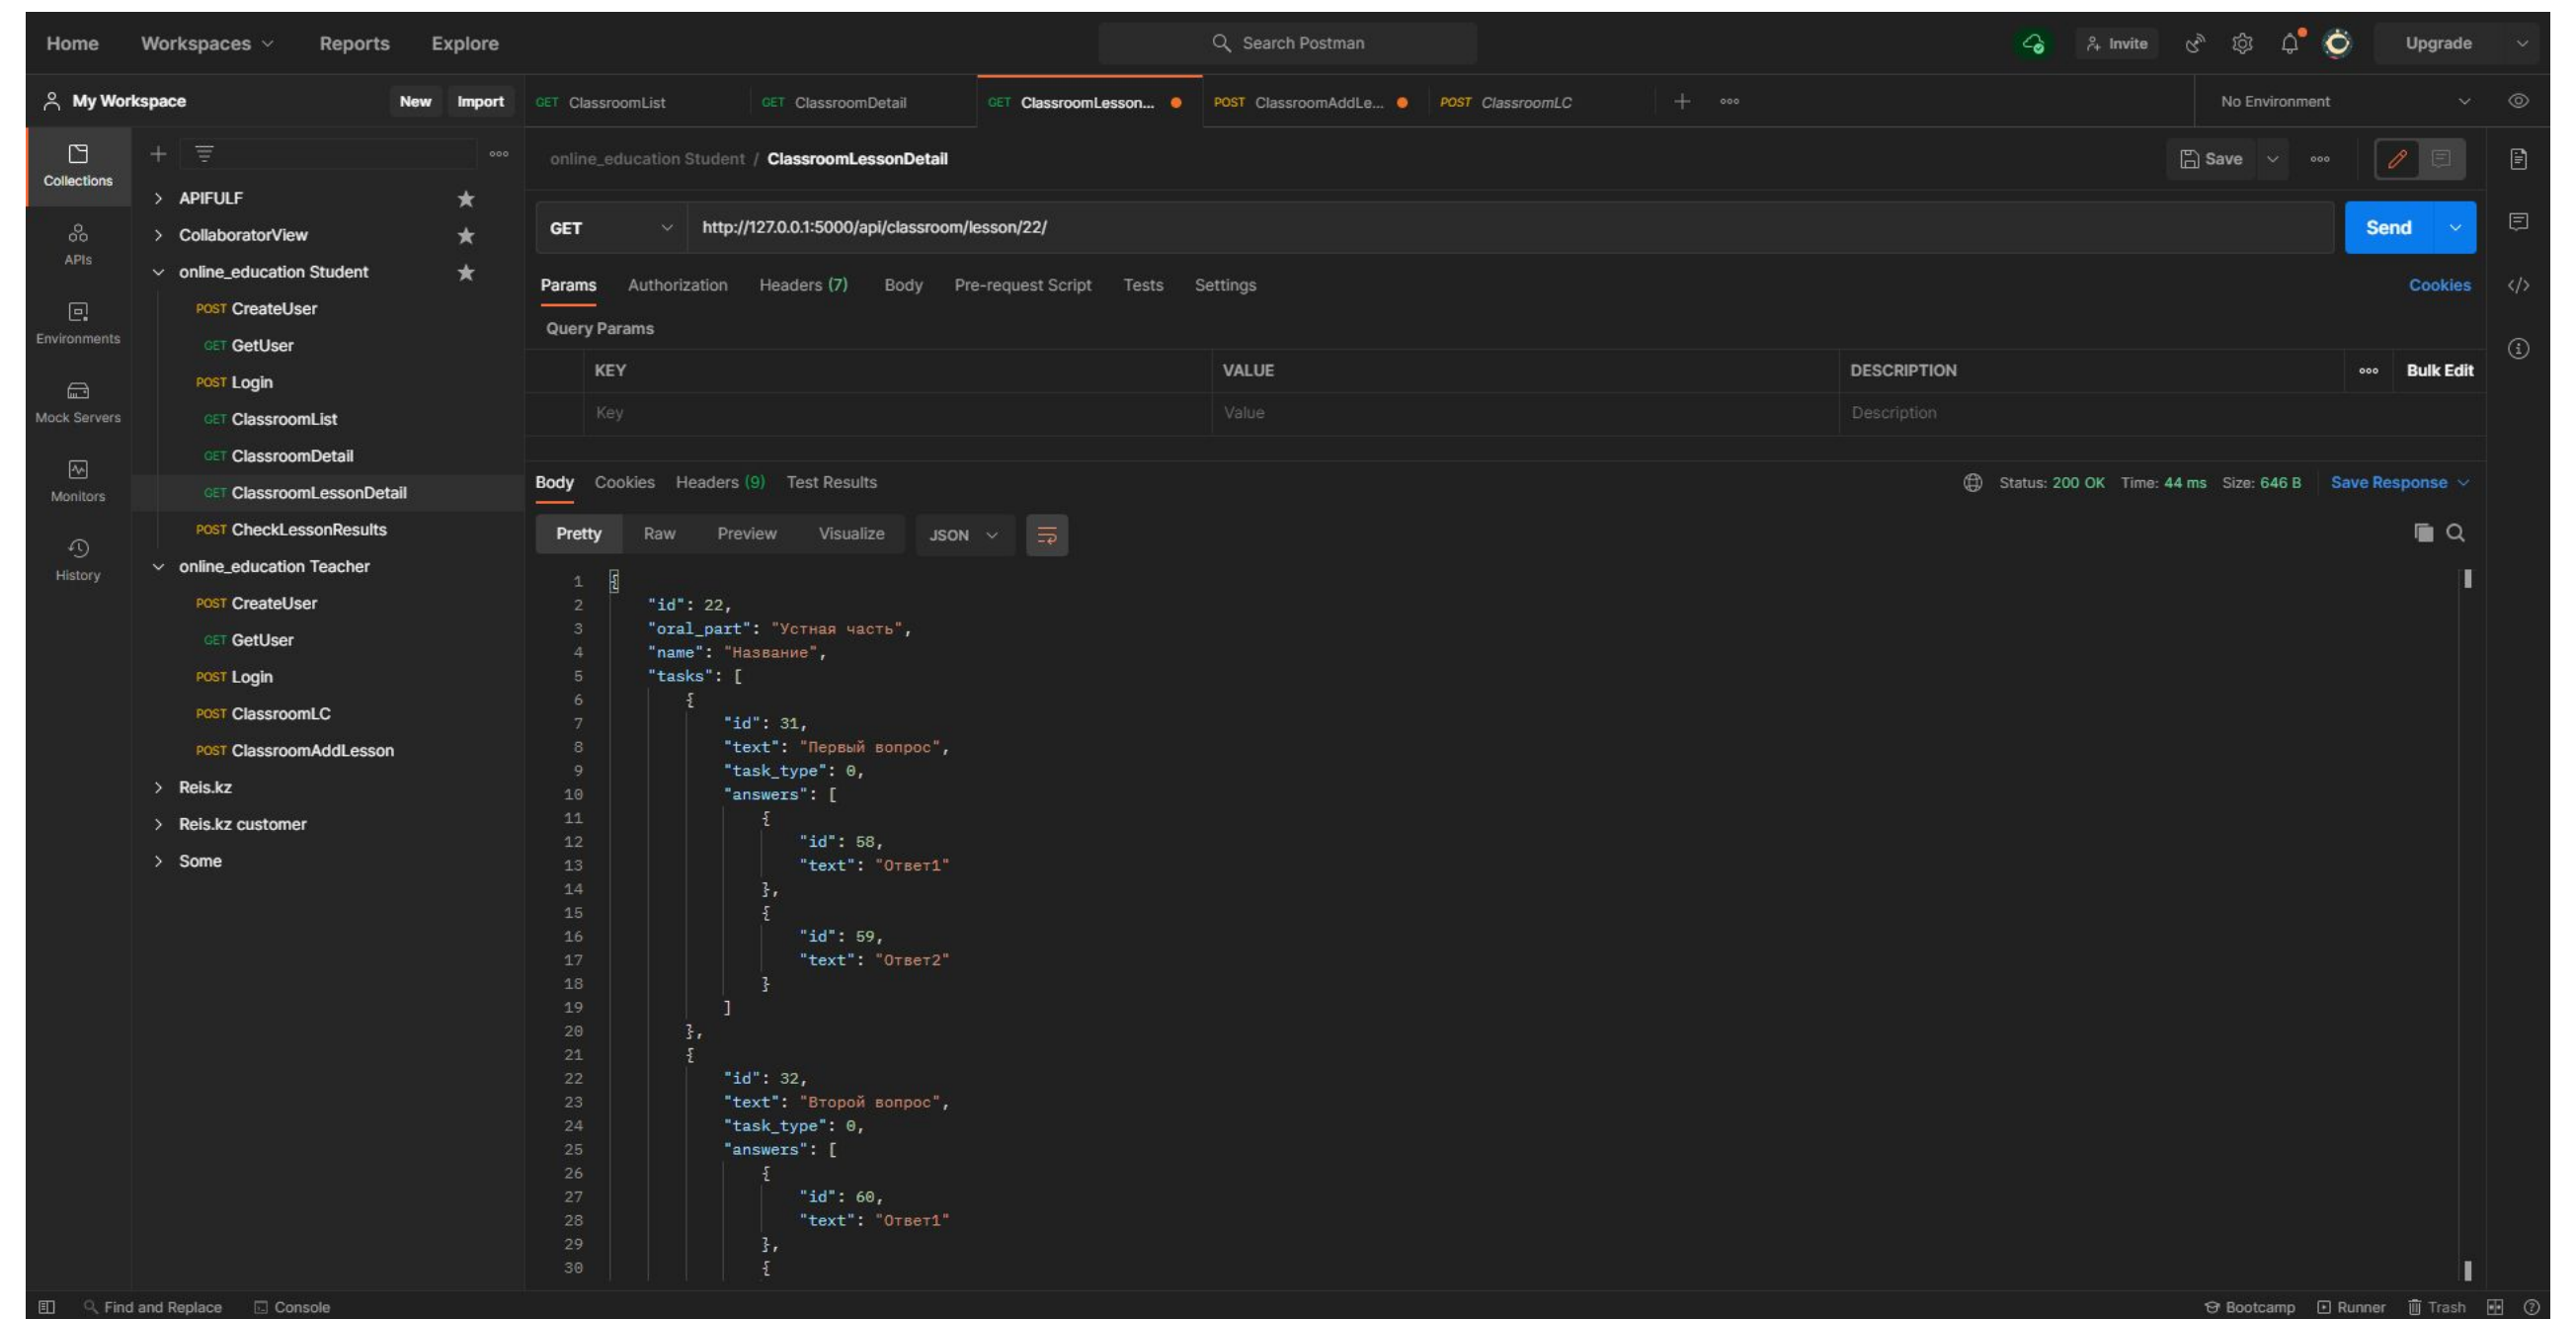 Home Workspaces Reports Explore Search Postman Invite Upgrade
My Workspace New Import GET ClassroomList GET ClassroomDetail GET ClassroomLesson... POST ClassroomAddLe... POST ClassroomLC No Environment
Collections
APIs
Environments
Mock Servers
Monitors
History
APIFULF
CollaboratorView
online_education Student
POST CreateUser
GET GetUser
POST Login
GET ClassroomList
GET ClassroomDetail
GET ClassroomLessonDetail
POST CheckLessonResults
online_education Teacher
POST CreateUser
GET GetUser
POST Login
POST ClassroomLC
POST ClassroomAddLesson
Reis.kz
Reis.kz customer
Some
online_education Student / ClassroomLessonDetail Save
GET http://127.0.0.1:5000/api/classroom/lesson/22/ Send
Params Authorization Headers (7) Body Pre-request Script Tests Settings Cookies
Query Params
KEY VALUE DESCRIPTION Bulk Edit
Key Value Description
Body Cookies Headers (9) Test Results Status: 200 OK Time: 44 ms Size: 646 B Save Response
Pretty Raw Preview Visualize JSON
1 {
2 "id": 22,
3 "oral_part": "Устная часть",
4 "name": "Название",
5 "tasks": [
6 {
7 "id": 31,
8 "text": "Первый вопрос",
9 "task_type": 0,
10 "answers": [
11 {
12 "id": 58,
13 "text": "Ответ1"
14 },
15 {
16 "id": 59,
17 "text": "Ответ2"
18 }
19 ]
20 },
21 {
22 "id": 32,
23 "text": "Второй вопрос",
24 "task_type": 0,
25 "answers": [
26 {
27 "id": 60,
28 "text": "Ответ1"
29 },
30 {
Find and Replace Console Bootcamp Runner Trash